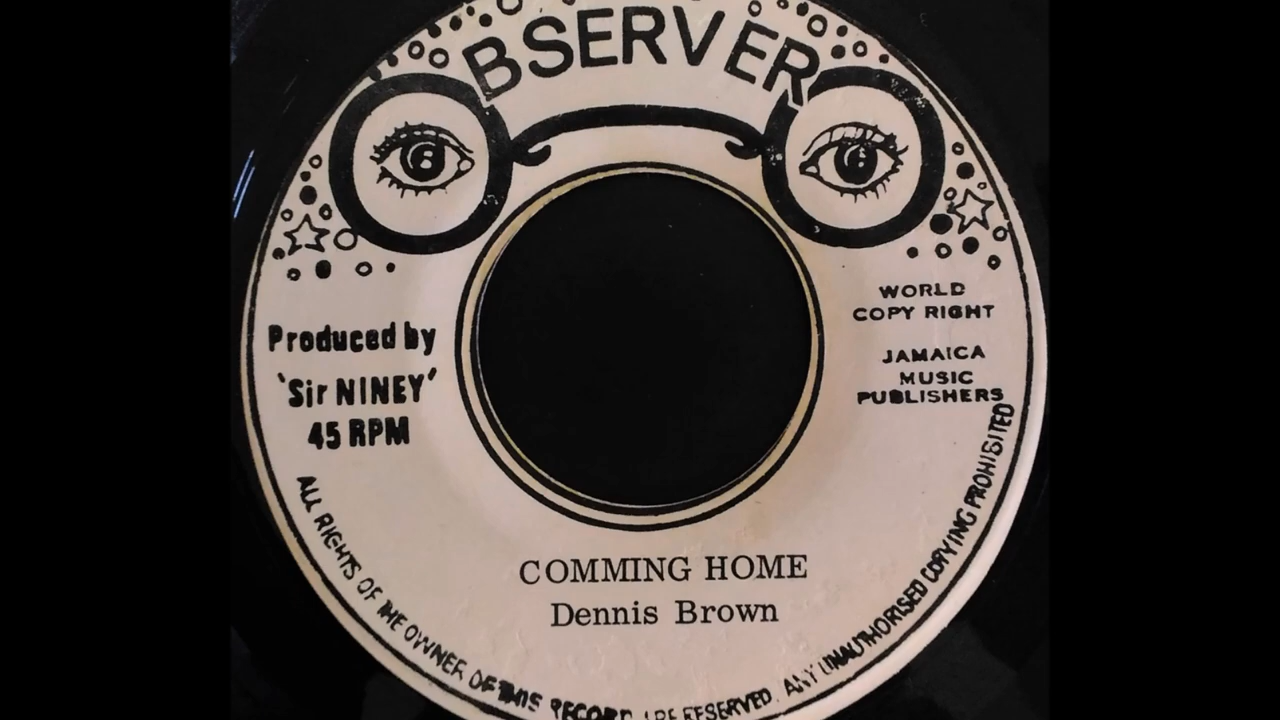 BSERVER
WORLD
COPY RIGHT
JAMAICA
MUSIC
PUBLISHERS
Produced by
'Sir NINEY'
45 RPM
COMMING HOME
Dennis Brown
ALL RIGHTS OF THE OWNER OF THIS RECORD ARE RESERVED. ANY UNAUTHORISED COPYING PROHIBITED